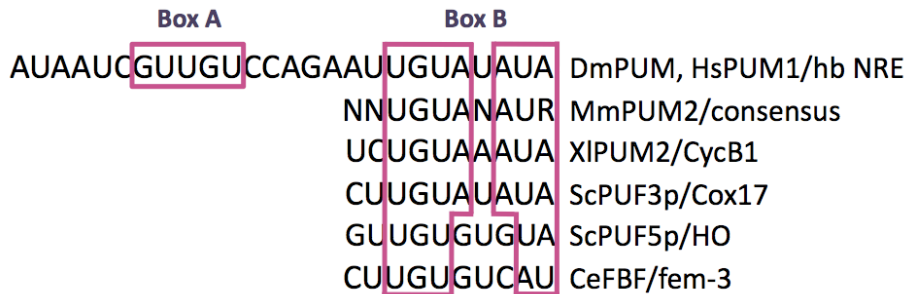 Box A Box B
AUAAUCGUUGUCCAGAAUUGUAUAUA DmPUM, HsPUM1/hb NRE
NNUGUANAUR MmPUM2/consensus
UCUGUAAAUA XlPUM2/CycB1
CUUGUAUAUA ScPUF3p/Cox17
GUUGUGUGUA ScPUF5p/HO
CUUGUGUCAU CeFBF/fem-3